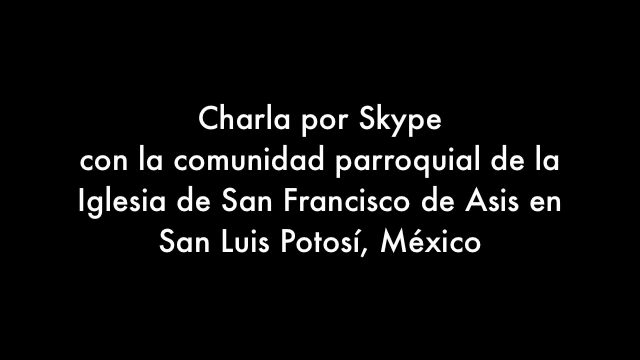 Charla por Skype
con la comunidad parroquial de la
Iglesia de San Francisco de Asis en
San Luis Potosí, México